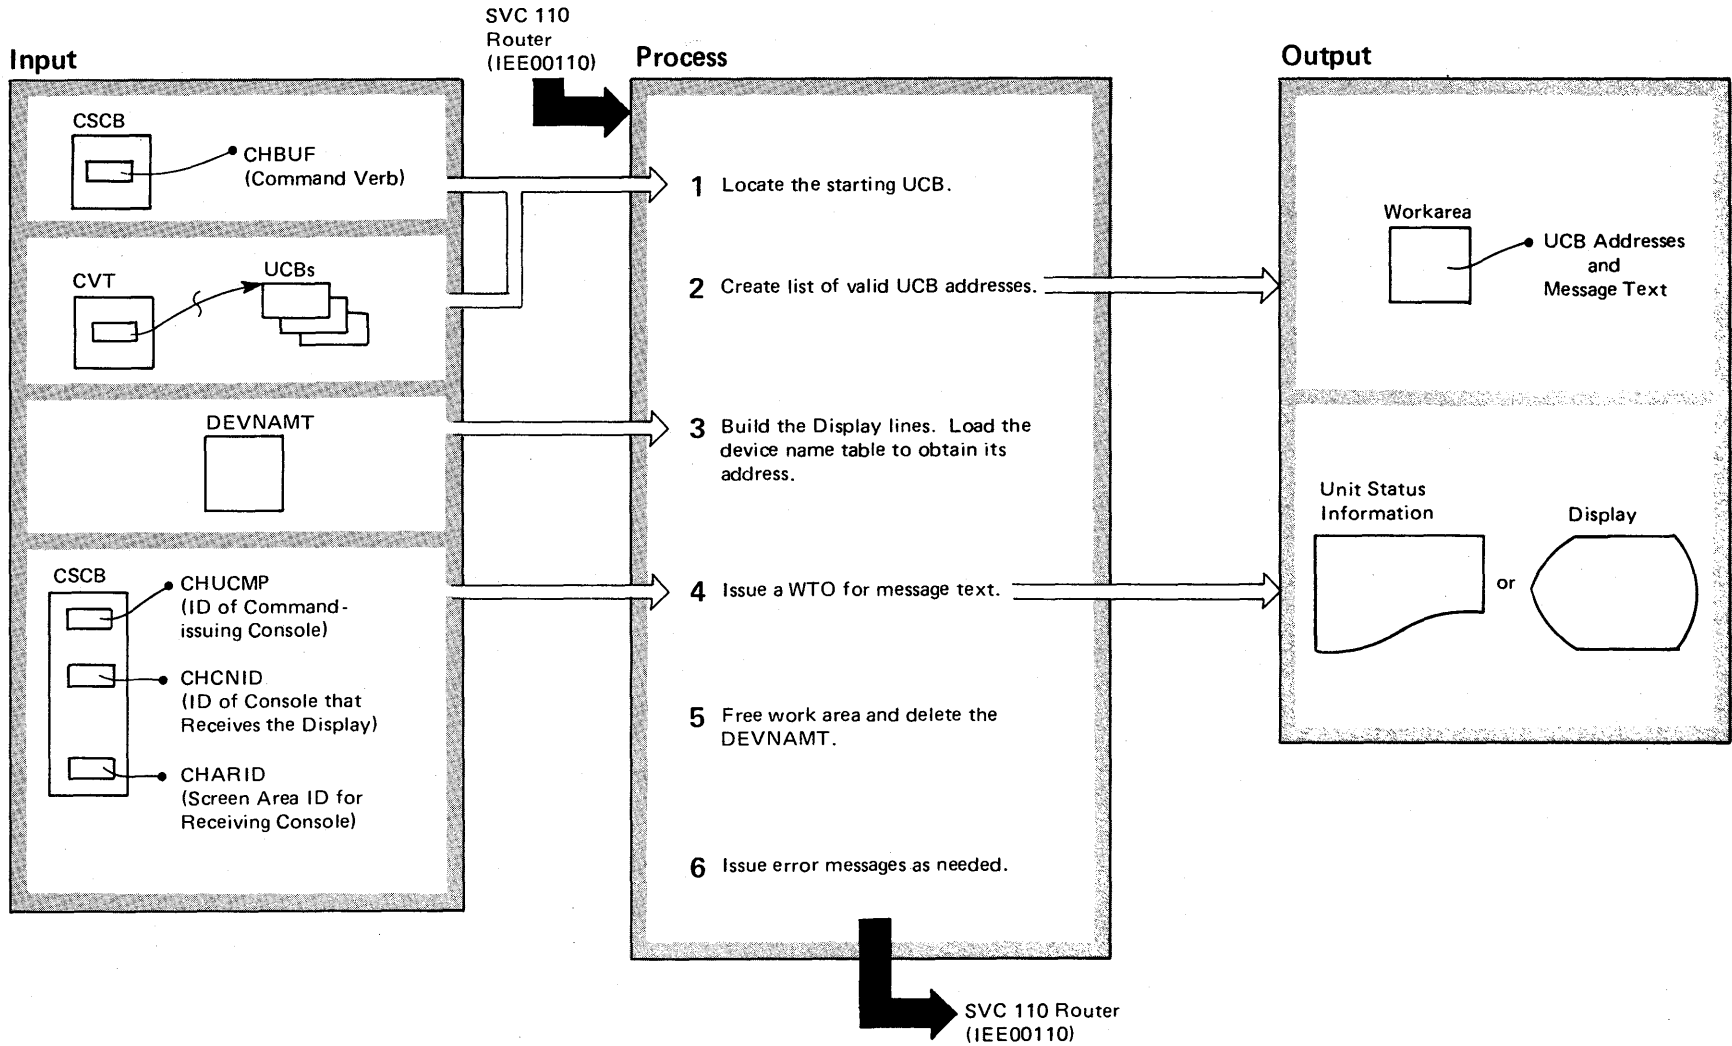 SVC 110
Router
(IEE00110)
Input
Process
Output
CSCB
CHBUF
(Command Verb)
CVT
UCBs
DEVNAMT
CSCB
CHUCMP
(ID of Command-
issuing Console)
CHCNID
(ID of Console that
Receives the Display)
CHARID
(Screen Area ID for
Receiving Console)
1 Locate the starting UCB.
2 Create list of valid UCB addresses.
3 Build the Display lines. Load the
device name table to obtain its
address.
4 Issue a WTO for message text.
5 Free work area and delete the
DEVNAMT.
6 Issue error messages as needed.
SVC 110 Router
(IEE00110)
Workarea
UCB Addresses
and
Message Text
Unit Status
Information
or
Display